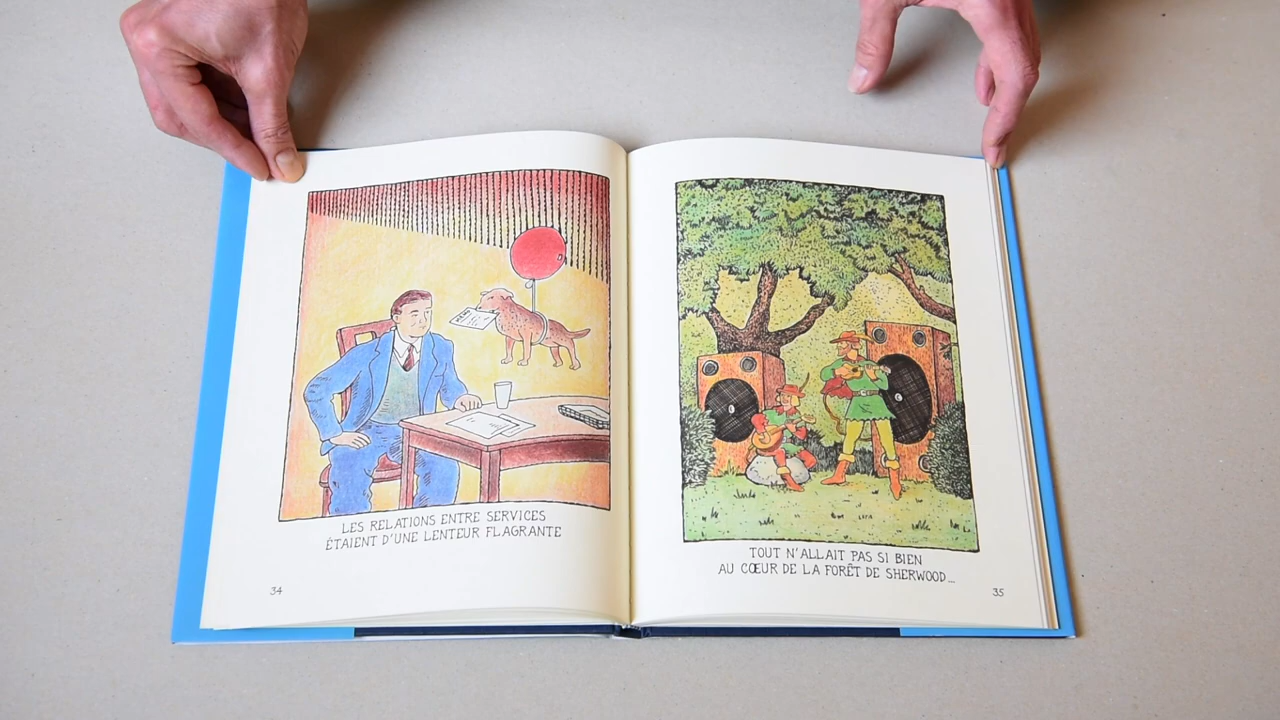 LES RELATIONS ENTRE SERVICES
ÉTAIENT D'UNE LENTEUR FLAGRANTE
34
TOUT N'ALLAIT PAS SI BIEN
AU CŒUR DE LA FORÊT DE SHERWOOD...
35